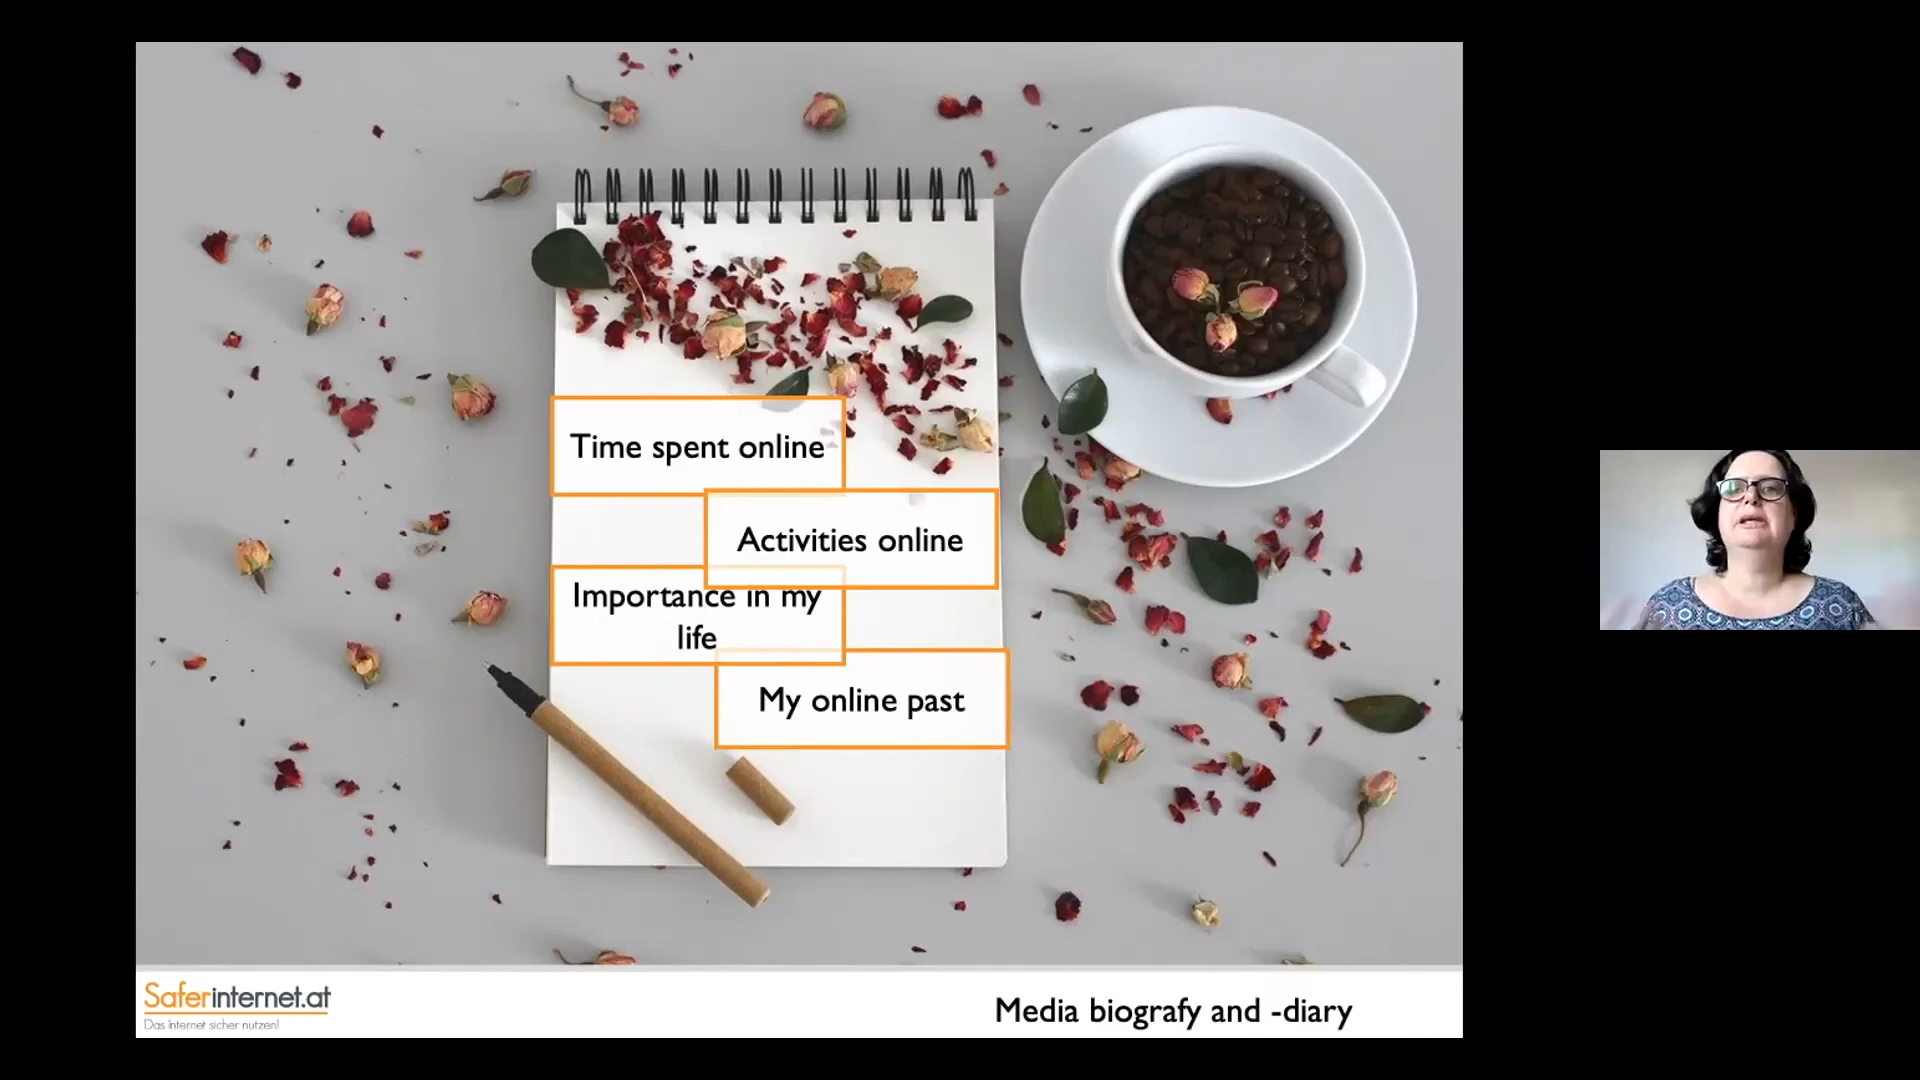 Time spent online
Activities online
Importance in my
life
My online past
Saferinternet.at
Das Internet sicher nutzen!
Media biografy and -diary